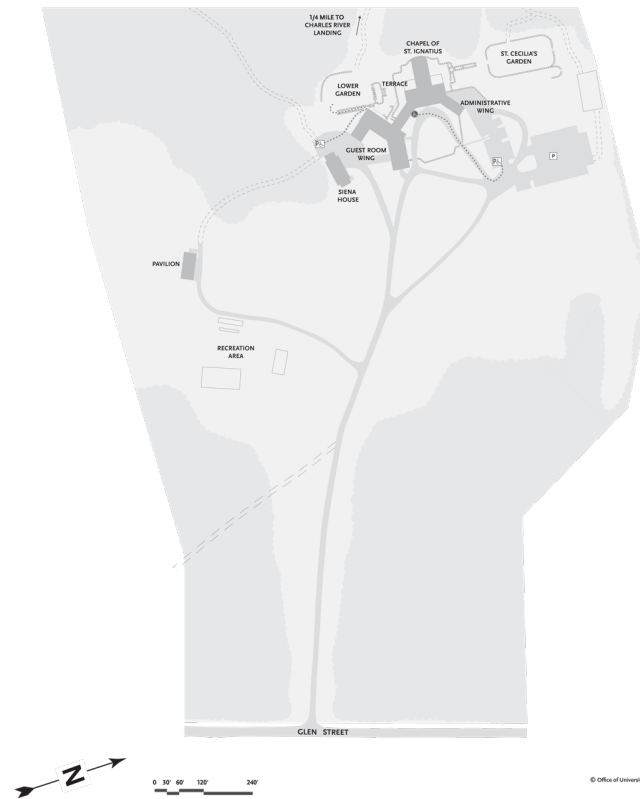 1/4 MILE TO
CHARLES RIVER
LANDING
CHAPEL OF
ST. IGNATIUS
ST. CECILIA'S
GARDEN
LOWER
GARDEN
TERRACE
ADMINISTRATIVE
WING
GUEST ROOM
WING
P
SIENA
HOUSE
PAVILION
RECREATION
AREA
GLEN STREET
N
0 30' 60' 120' 240'
© Office of Universi